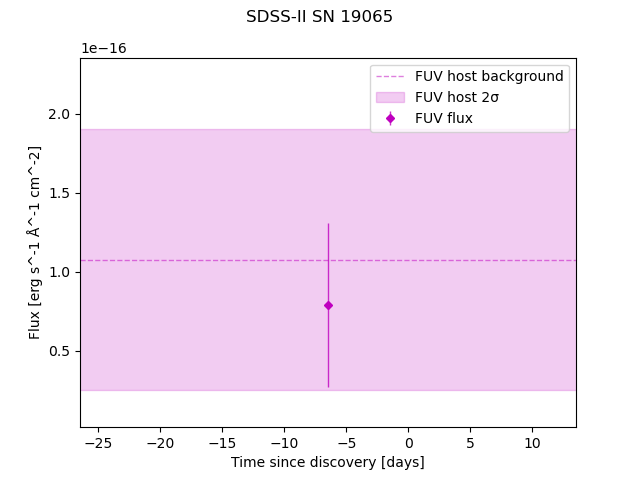 SDSS-II SN 19065
1e−16
FUV host background
FUV host 2σ
FUV flux
2.0
1.5
1.0
0.5
Flux [erg s^-1 Å^-1 cm^-2]
−25 −20 −15 −10 −5 0 5 10
Time since discovery [days]